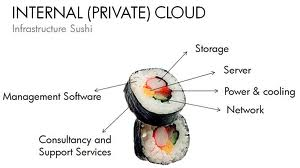 INTERNAL (PRIVATE) CLOUD
Infrastructure Sushi
Storage
Server
Management Software
Power & cooling
Network
Consultancy and
Support Services